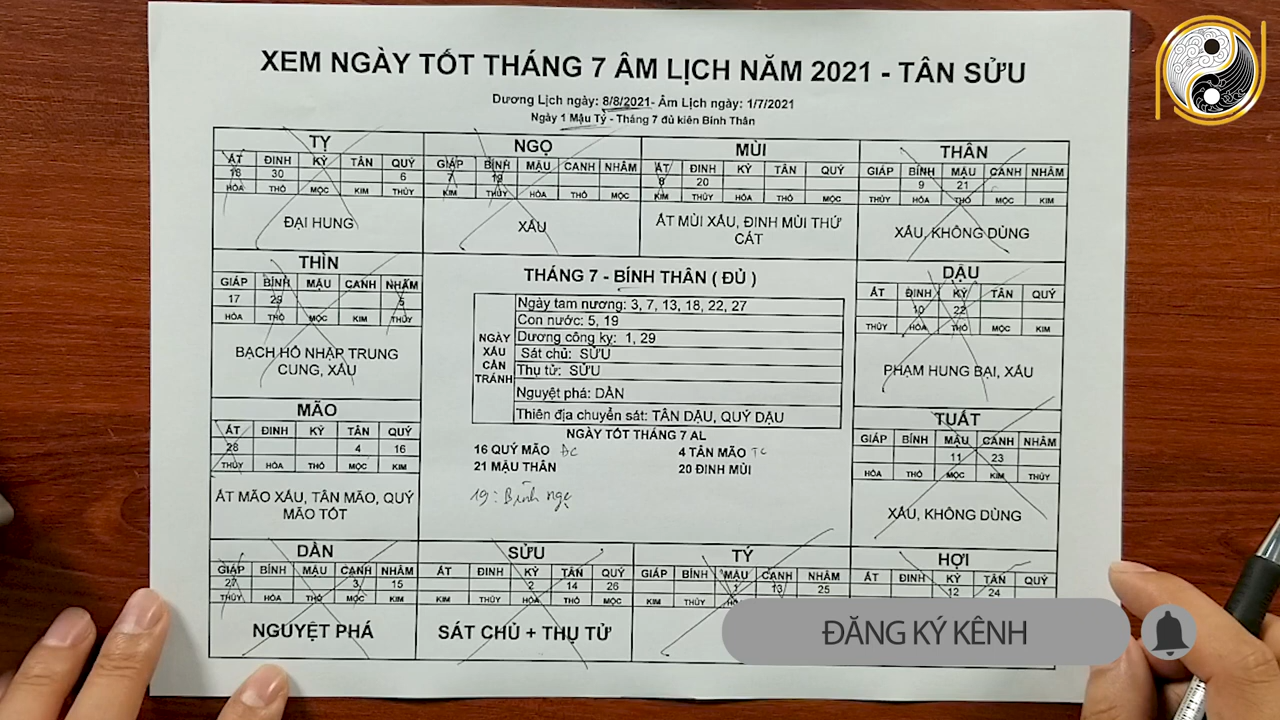 XEM NGÀY TỐT THÁNG 7 ÂM LỊCH NĂM 2021 - TÂN SỬU
Dương Lịch ngày: 8/8/2021- Âm Lịch ngày: 1/7/2021
Ngày 1 Mậu Tý - Tháng 7 đủ kiên Bính Thân
TỴ
ẤT ĐINH KỶ TÂN QUÝ
18 30 6
HỎA THỔ MỘC KIM THỦY
ĐẠI HUNG
NGỌ
GIÁP BÍNH MẬU CANH NHÂM
7 19
KIM THỦY HỎA THỔ MỘC
XẤU
MÙI
ẤT ĐINH KỶ TÂN QUÝ
8 20
KIM THỦY HỎA THỔ MỘC
ẤT MÙI XẤU, ĐINH MÙI THỨ
CÁT
THÂN
GIÁP BÍNH MẬU CANH NHÂM
9 21
THỦY HỎA THỔ MỘC KIM
XẤU, KHÔNG DÙNG
THÌN
GIÁP BÍNH MẬU CANH NHÂM
17 29 5
HỎA THỔ MỘC KIM THỦY
BẠCH HỔ NHẬP TRUNG
CUNG, XẤU
THÁNG 7 - BÍNH THÂN ( ĐỦ )
NGÀY
XẤU
CẦN
TRÁNH
Ngày tam nương: 3, 7, 13, 18, 22, 27
Con nước: 5, 19
Dương công kỵ: 1, 29
Sát chủ: SỬU
Thụ tử: SỬU
Nguyệt phá: DẦN
Thiên địa chuyển sát: TÂN DẬU, QUÝ DẬU
NGÀY TỐT THÁNG 7 AL
16 QUÝ MÃO ĐC 4 TÂN MÃO TC
21 MẬU THÂN 20 ĐINH MÙI
19: Bính ngọ
DẬU
ẤT ĐINH KỶ TÂN QUÝ
10 22
THỦY HỎA THỔ MỘC KIM
PHẠM HUNG BẠI, XẤU
MÃO
ẤT ĐINH KỶ TÂN QUÝ
28 4 16
THỦY HỎA THỔ MỘC KIM
ẤT MÃO XẤU, TÂN MÃO, QUÝ
MÃO TỐT
TUẤT
GIÁP BÍNH MẬU CANH NHÂM
11 23
HỎA THỔ MỘC KIM THỦY
XẤU, KHÔNG DÙNG
DẦN
GIÁP BÍNH MẬU CANH NHÂM
27 3 15
THỦY HỎA THỔ MỘC KIM
NGUYỆT PHÁ
SỬU
ẤT ĐINH KỶ TÂN QUÝ
2 14 26
KIM THỦY HỎA THỔ MỘC
SÁT CHỦ + THỤ TỬ
TÝ
GIÁP BÍNH MẬU CANH NHÂM
1 13 25
KIM THỦY
HỢI
ẤT ĐINH KỶ TÂN QUÝ
12 24
ĐĂNG KÝ KÊNH